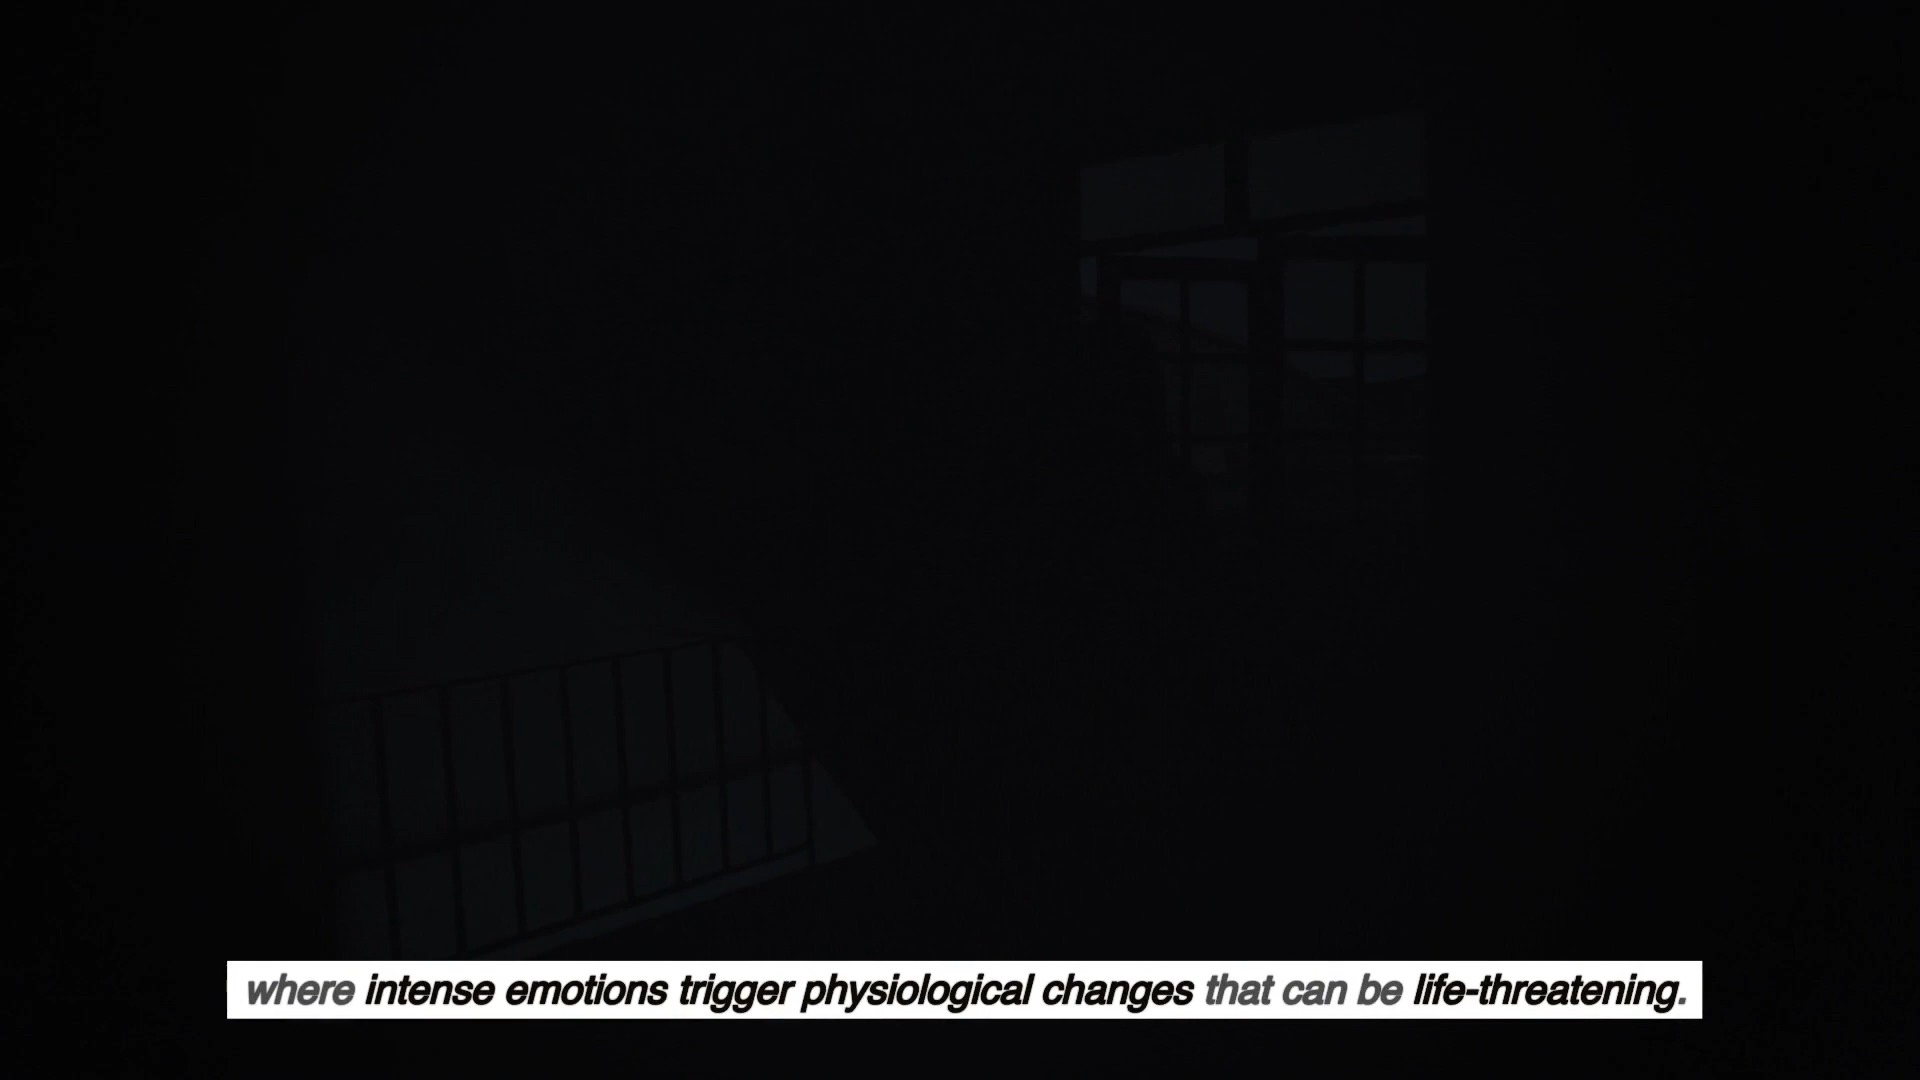 where intense emotions trigger physiological changes that can be life-threatening.